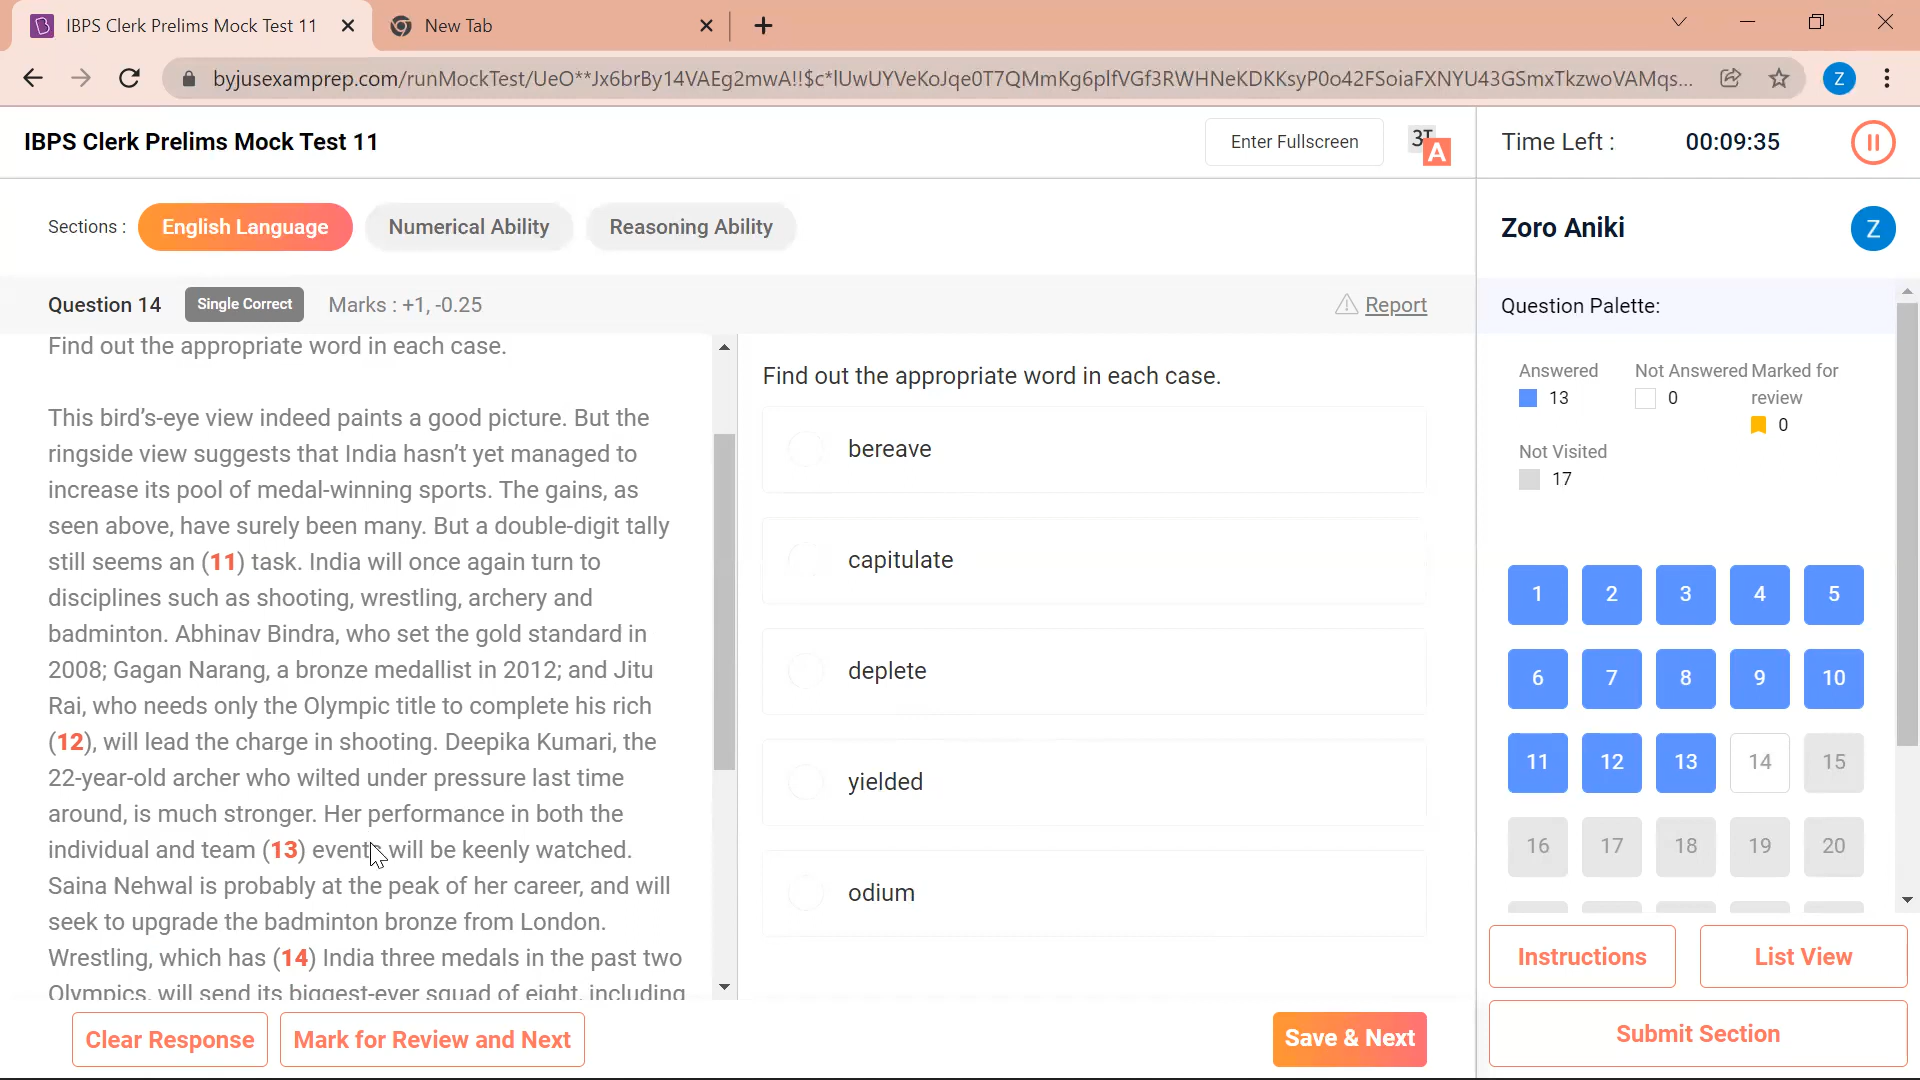 IBPS Clerk Prelims Mock Test 11
New Tab
byjusexamprep.com/runMockTest/UeO**Jx6brBy14VAEg2mwA!!$c*lUwUYVeKoJqe0T7QMmKg6plfVGf3RWHNeKDKKsyP0o42FSoiaFXNYU43GSmxTkzwoVAMqs...
Z
IBPS Clerk Prelims Mock Test 11
Enter Fullscreen
A
Time Left :
00:09:35
Sections :
English Language
Numerical Ability
Reasoning Ability
Zoro Aniki
Z
Question 14
Single Correct
Marks : +1, -0.25
Report
Question Palette:
Find out the appropriate word in each case.
This bird’s-eye view indeed paints a good picture. But the
ringside view suggests that India hasn’t yet managed to
increase its pool of medal-winning sports. The gains, as
seen above, have surely been many. But a double-digit tally
still seems an (11) task. India will once again turn to
disciplines such as shooting, wrestling, archery and
badminton. Abhinav Bindra, who set the gold standard in
2008; Gagan Narang, a bronze medallist in 2012; and Jitu
Rai, who needs only the Olympic title to complete his rich
(12), will lead the charge in shooting. Deepika Kumari, the
22-year-old archer who wilted under pressure last time
around, is much stronger. Her performance in both the
individual and team (13) events will be keenly watched.
Saina Nehwal is probably at the peak of her career, and will
seek to upgrade the badminton bronze from London.
Wrestling, which has (14) India three medals in the past two
Olympics, will send its biggest-ever squad of eight, including
Find out the appropriate word in each case.
bereave
capitulate
deplete
yielded
odium
Answered
13
Not Answered
0
Marked for
review
0
Not Visited
17
1 2 3 4 5
6 7 8 9 10
11 12 13 14 15
16 17 18 19 20
Clear Response
Mark for Review and Next
Save & Next
Instructions
List View
Submit Section